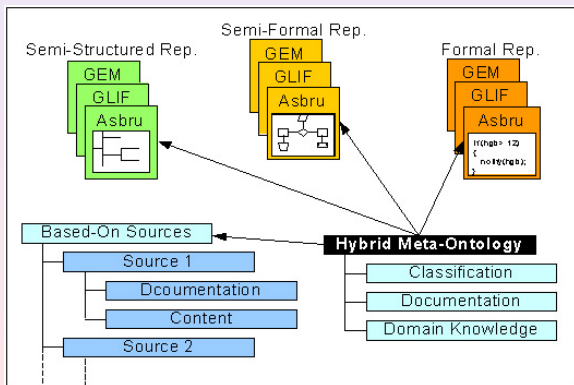 Semi-Structured Rep.
GEM
GLIF
Asbru
Semi-Formal Rep.
GEM
GLIF
Asbru
Formal Rep.
GEM
GLIF
Asbru
if(hgb> 12)
{
notify(hgb);
}
Based-On Sources
Source 1
Dcoumentation
Content
Source 2
Hybrid Meta-Ontology
Classification
Documentation
Domain Knowledge